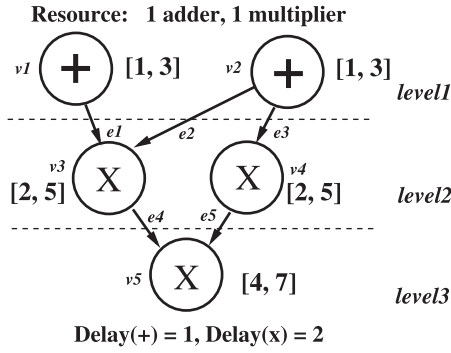 Resource: 1 adder, 1 multiplier
v1 + [1, 3] v2 + [1, 3]
level1
e1 e2 e3
v3 X v4 X
[2, 5] [2, 5] level2
e4 e5
v5 X [4, 7] level3
Delay(+) = 1, Delay(x) = 2